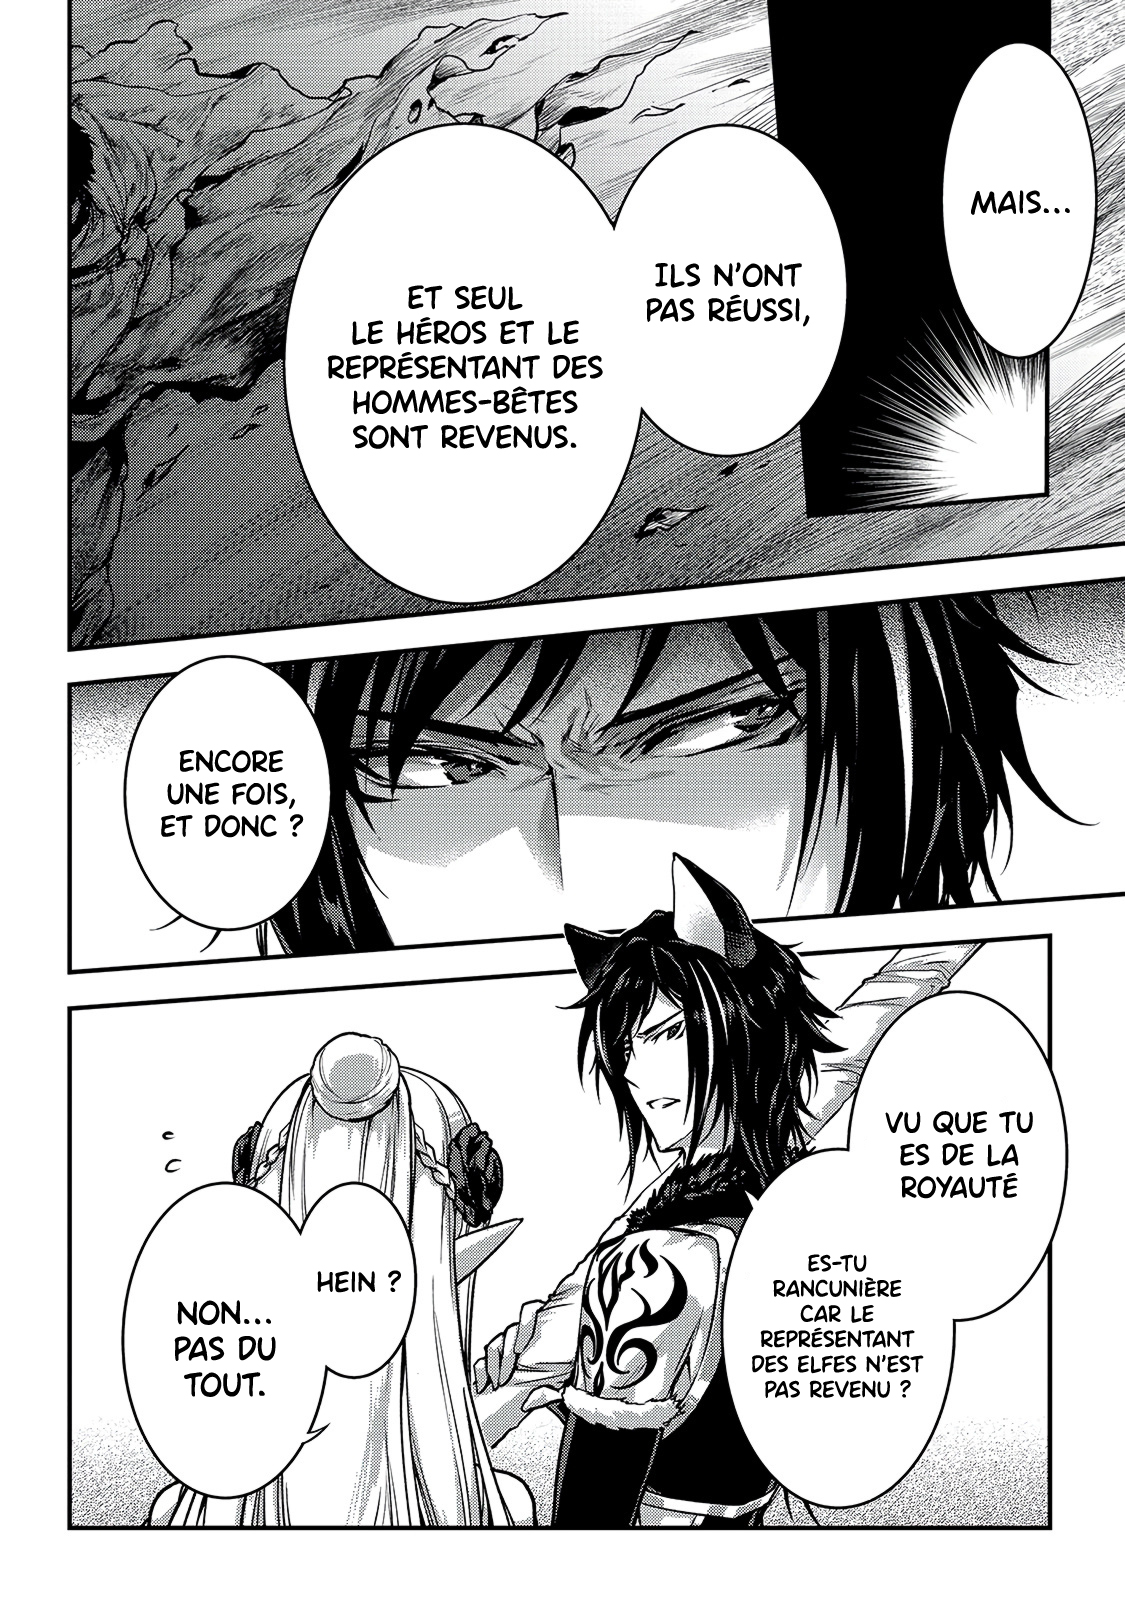 MAIS...
ILS N'ONT
PAS RÉUSSI,
ET SEUL
LE HÉROS ET LE
REPRÉSENTANT DES
HOMMES-BÊTES
SONT REVENUS.
ENCORE
UNE FOIS,
ET DONC ?
VU QUE TU
ES DE LA
ROYAUTÉ
ES-TU
RANCUNIÈRE
CAR LE
REPRÉSENTANT
DES ELFES N'EST
PAS REVENU ?
HEIN ?
NON...
PAS DU
TOUT.